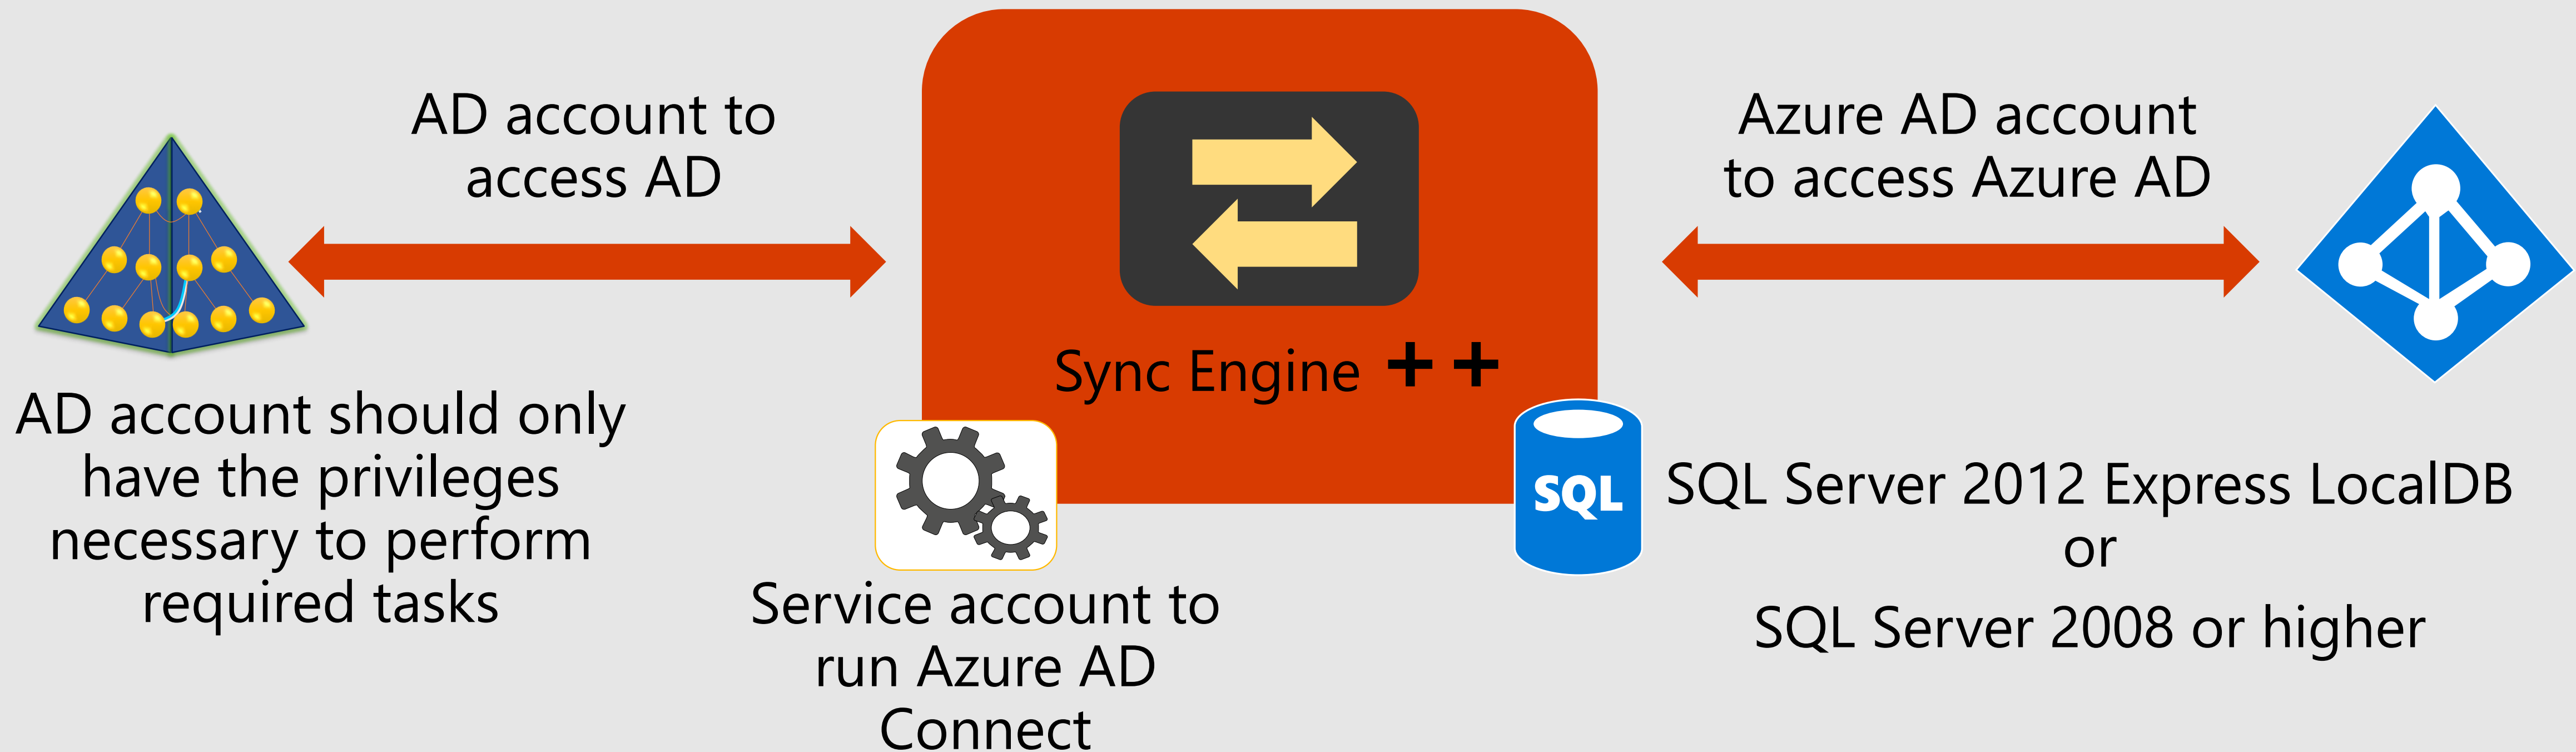 AD account to
access AD
AD account should only
have the privileges
necessary to perform
required tasks
Sync Engine ++
Service account to
run Azure AD
Connect
SQL
Azure AD account
to access Azure AD
SQL Server 2012 Express LocalDB
or
SQL Server 2008 or higher